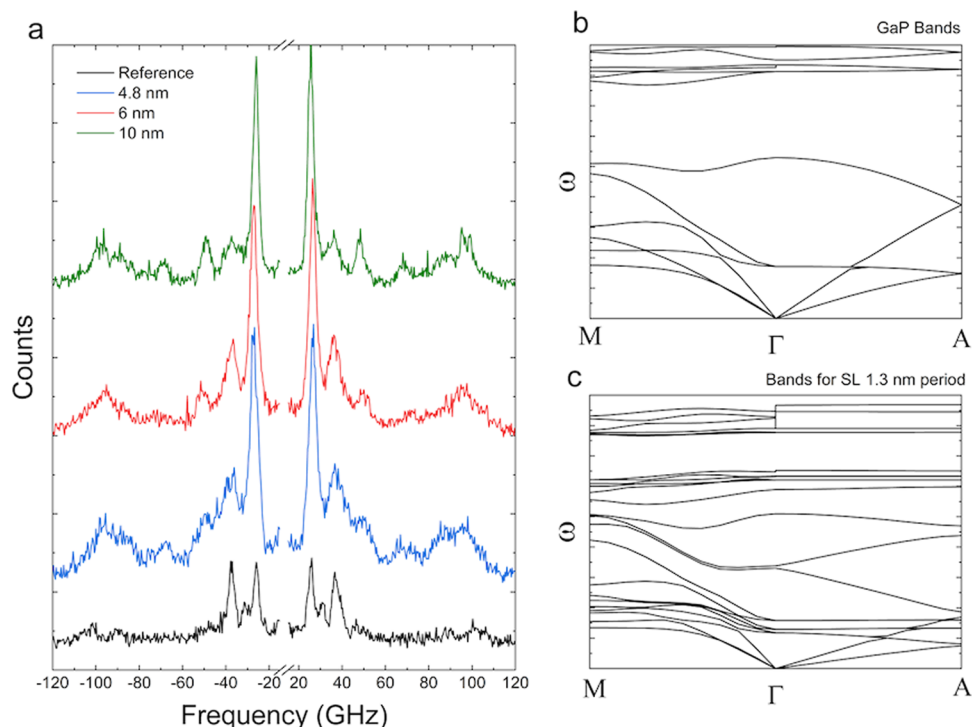 a
Reference
4.8 nm
6 nm
10 nm
Counts
-120 -100 -80 -60 -40 -20 20 40 60 80 100 120
Frequency (GHz)
b
GaP Bands
ω
M Γ A
c
Bands for SL 1.3 nm period
ω
M Γ A